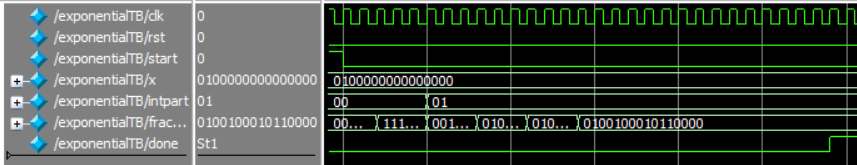 /exponentialTB/clk 0
/exponentialTB/rst 0
/exponentialTB/start 0
/exponentialTB/x 0100000000000000 0100000000000000
/exponentialTB/intpart 01 00 01
/exponentialTB/frac... 0100100010110000 00... 111... 001... 010... 010... 0100100010110000
/exponentialTB/done St1